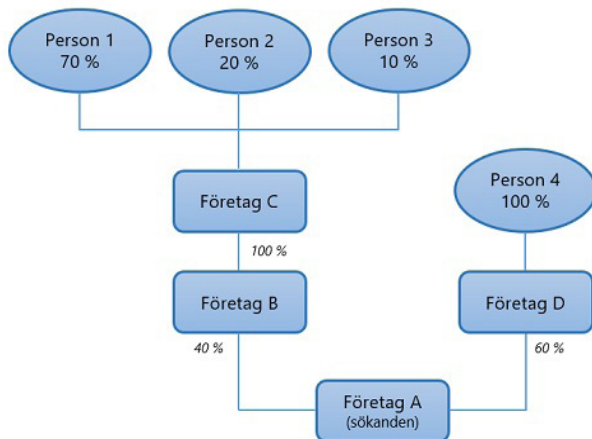 Person 1
70 %
Person 2
20 %
Person 3
10 %
Företag C
Person 4
100 %
100 %
Företag B
Företag D
40 %
60 %
Företag A
(sökanden)